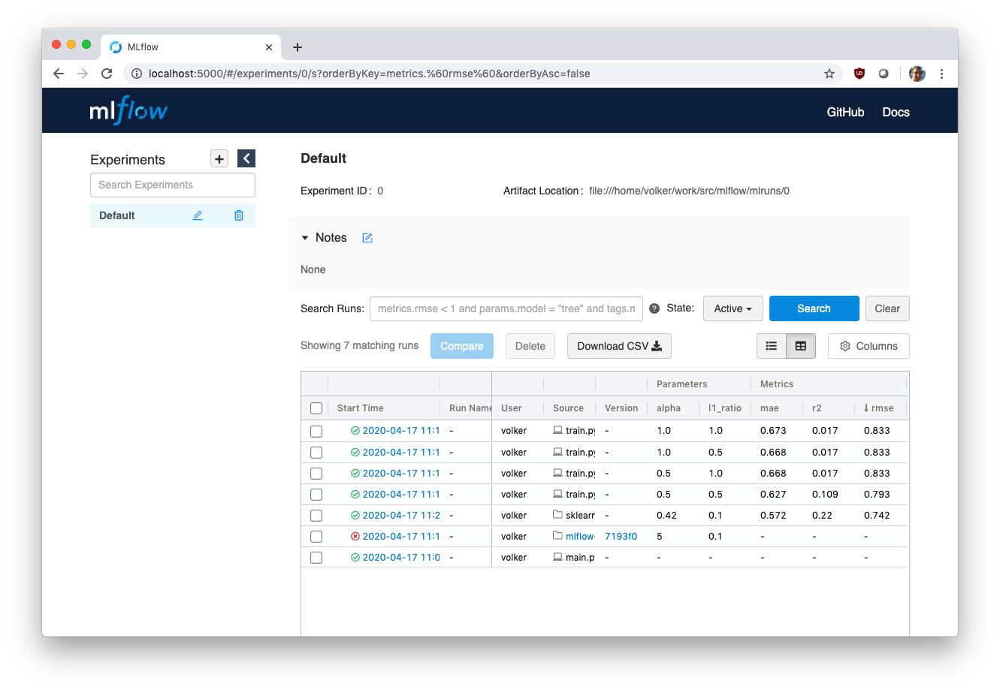 MLflow
localhost:5000/#/experiments/0/s?orderByKey=metrics.%60rmse%60&orderByAsc=false
mlflow
GitHub Docs
Experiments
Search Experiments
Default
Default
Experiment ID: 0 Artifact Location: file:///home/volker/work/src/mlflow/mlruns/0
Notes
None
Search Runs: metrics.rmse < 1 and params.model = "tree" and tags.m State: Active Search Clear
Showing 7 matching runs Compare Delete Download CSV Columns
Parameters Metrics
Start Time Run Name User Source Version alpha l1_ratio mae r2 ↓ rmse
2020-04-17 11:1 - volker train.py - 1.0 1.0 0.673 0.017 0.833
2020-04-17 11:1 - volker train.py - 1.0 0.5 0.668 0.017 0.833
2020-04-17 11:1 - volker train.py - 0.5 1.0 0.668 0.017 0.833
2020-04-17 11:1 - volker train.py - 0.5 0.5 0.627 0.109 0.793
2020-04-17 11:2 - volker sklearn - 0.42 0.1 0.572 0.22 0.742
2020-04-17 11:1 - volker mlflow- 7193f0 5 0.1 - - -
2020-04-17 11:0 - volker main.p - - - - - -